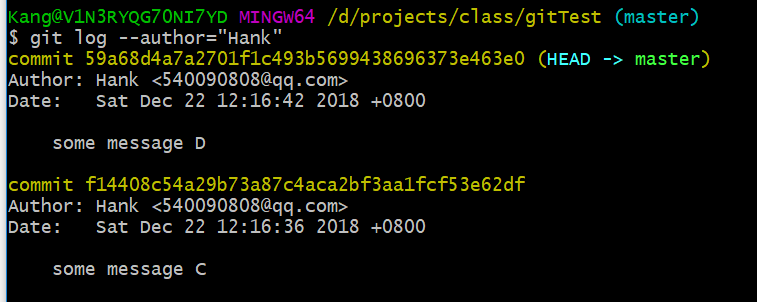 Kang@V1N3RYQG70NI7YD MINGW64 /d/projects/class/gitTest (master)
$ git log --author="Hank"
commit 59a68d4a7a2701f1c493b5699438696373e463e0 (HEAD -> master)
Author: Hank <540090808@qq.com>
Date:   Sat Dec 22 12:16:42 2018 +0800
    some message D
commit f14408c54a29b73a87c4aca2bf3aa1fcf53e62df
Author: Hank <540090808@qq.com>
Date:   Sat Dec 22 12:16:36 2018 +0800
    some message C